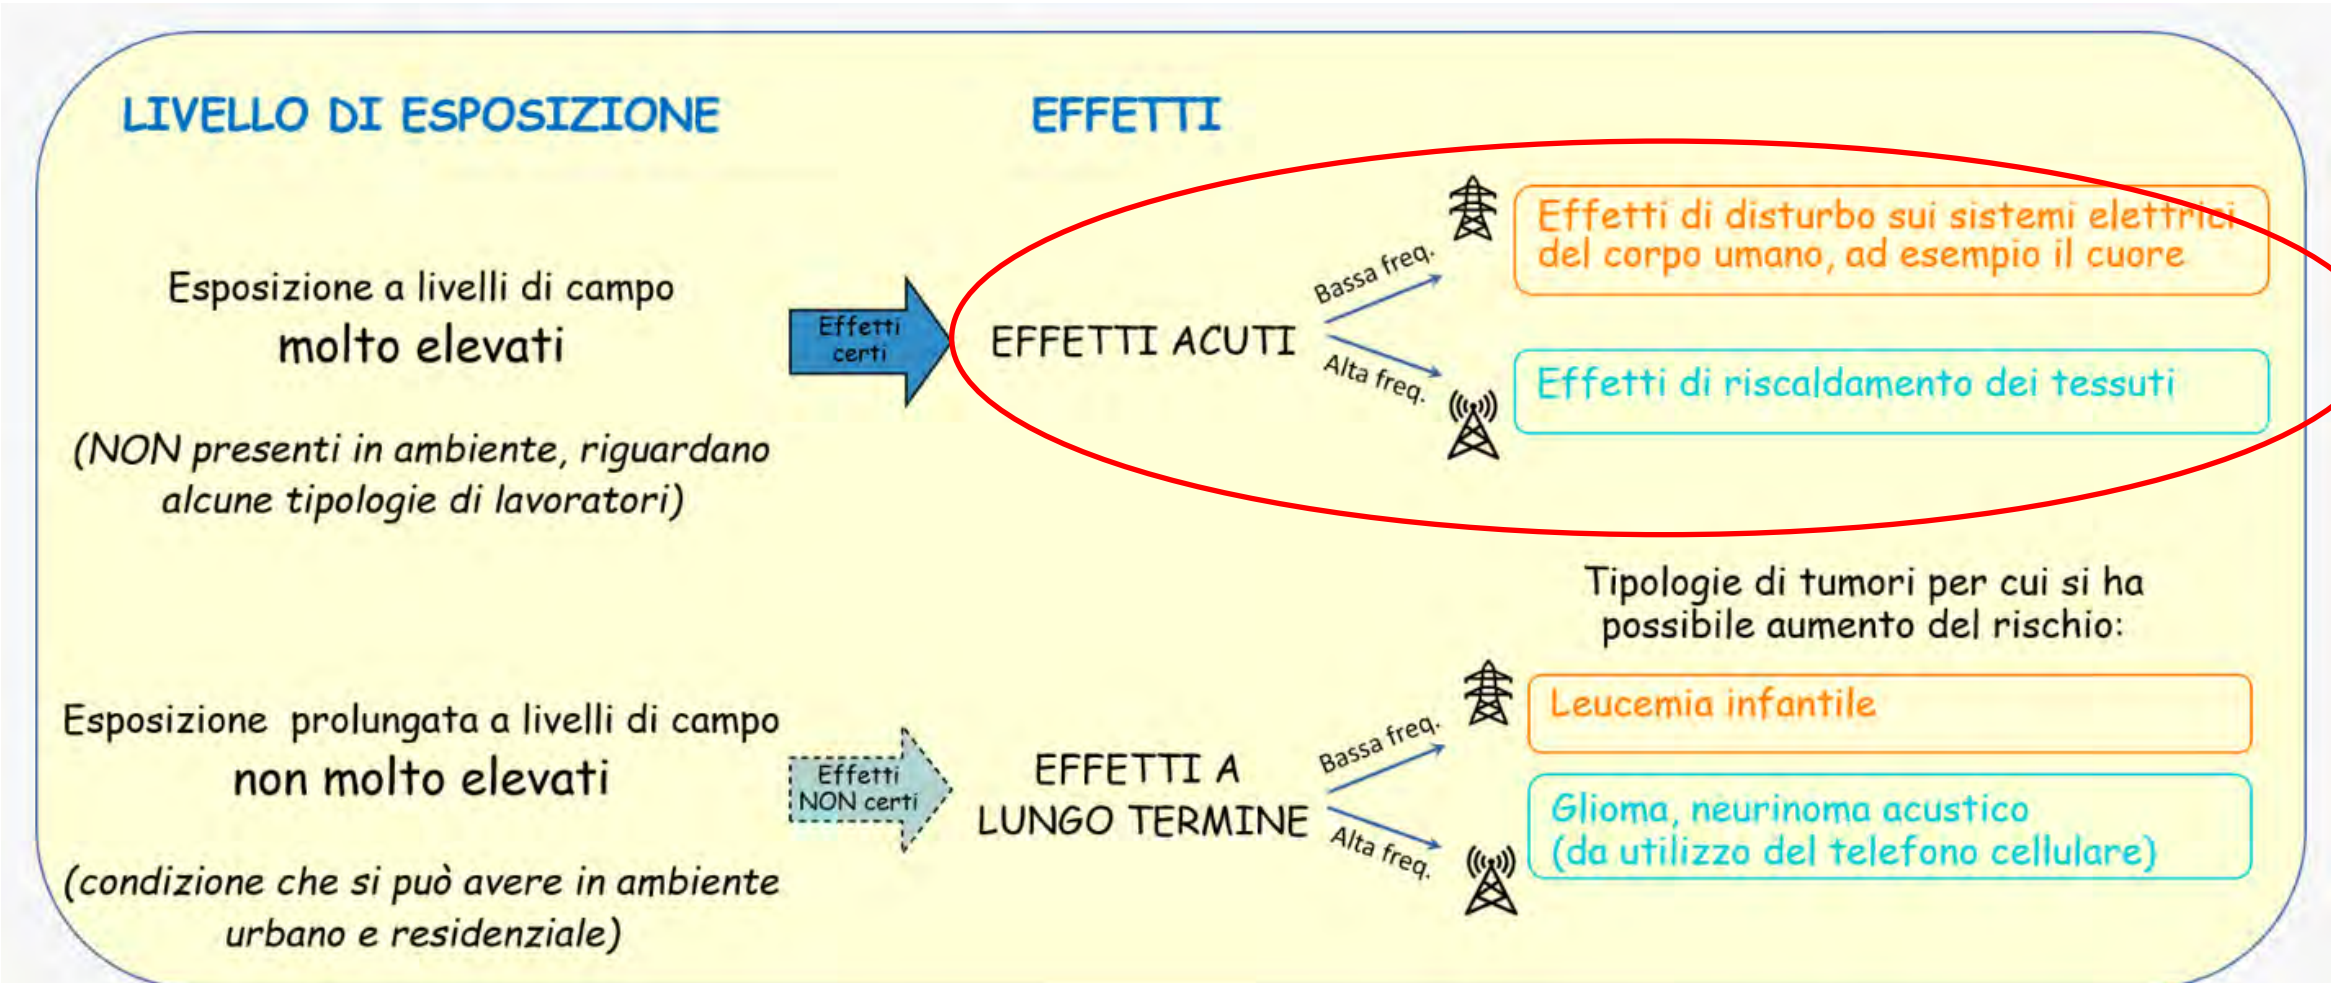 LIVELLO DI ESPOSIZIONE
EFFETTI
Esposizione a livelli di campo
molto elevati
(NON presenti in ambiente, riguardano
alcune tipologie di lavoratori)
Effetti
certi
EFFETTI ACUTI
Bassa freq.
Effetti di disturbo sui sistemi elettrici
del corpo umano, ad esempio il cuore
Alta freq.
Effetti di riscaldamento dei tessuti
Tipologie di tumori per cui si ha
possibile aumento del rischio:
Esposizione prolungata a livelli di campo
non molto elevati
(condizione che si può avere in ambiente
urbano e residenziale)
Effetti
NON certi
EFFETTI A
LUNGO TERMINE
Bassa freq.
Leucemia infantile
Alta freq.
Glioma, neurinoma acustico
(da utilizzo del telefono cellulare)